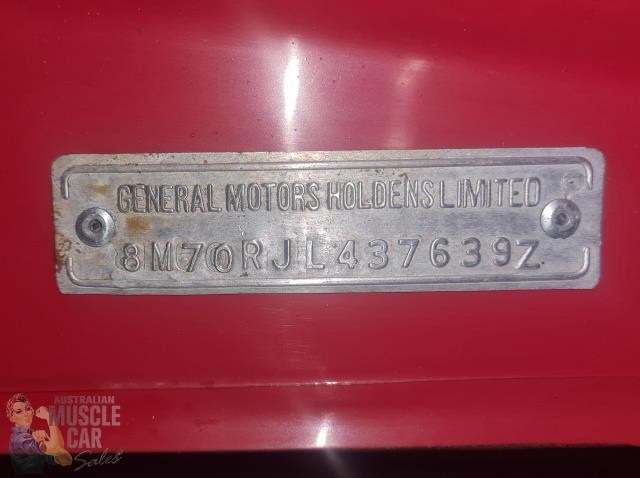 GENERAL MOTORS HOLDENS LIMITED
8M70RJL437639Z
AUSTRALIAN
MUSCLE
CAR
Sales